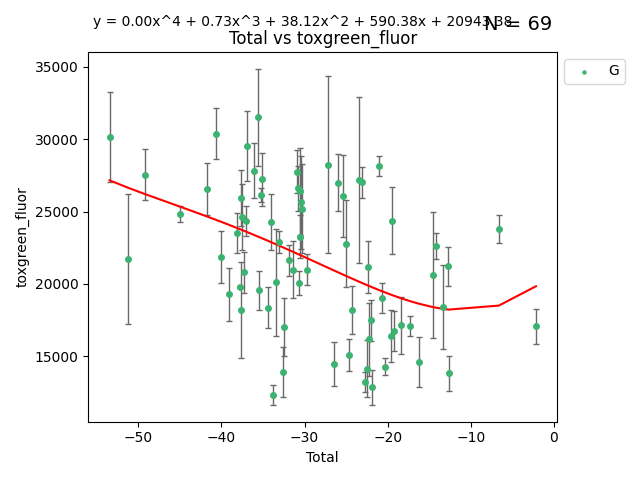 y = 0.00x^4 + 0.73x^3 + 38.12x^2 + 590.38x + 20943.38
N = 69
Total vs toxgreen_fluor
G
toxgreen_fluor
35000
30000
25000
20000
15000
−50
−40
−30
−20
−10
0
Total